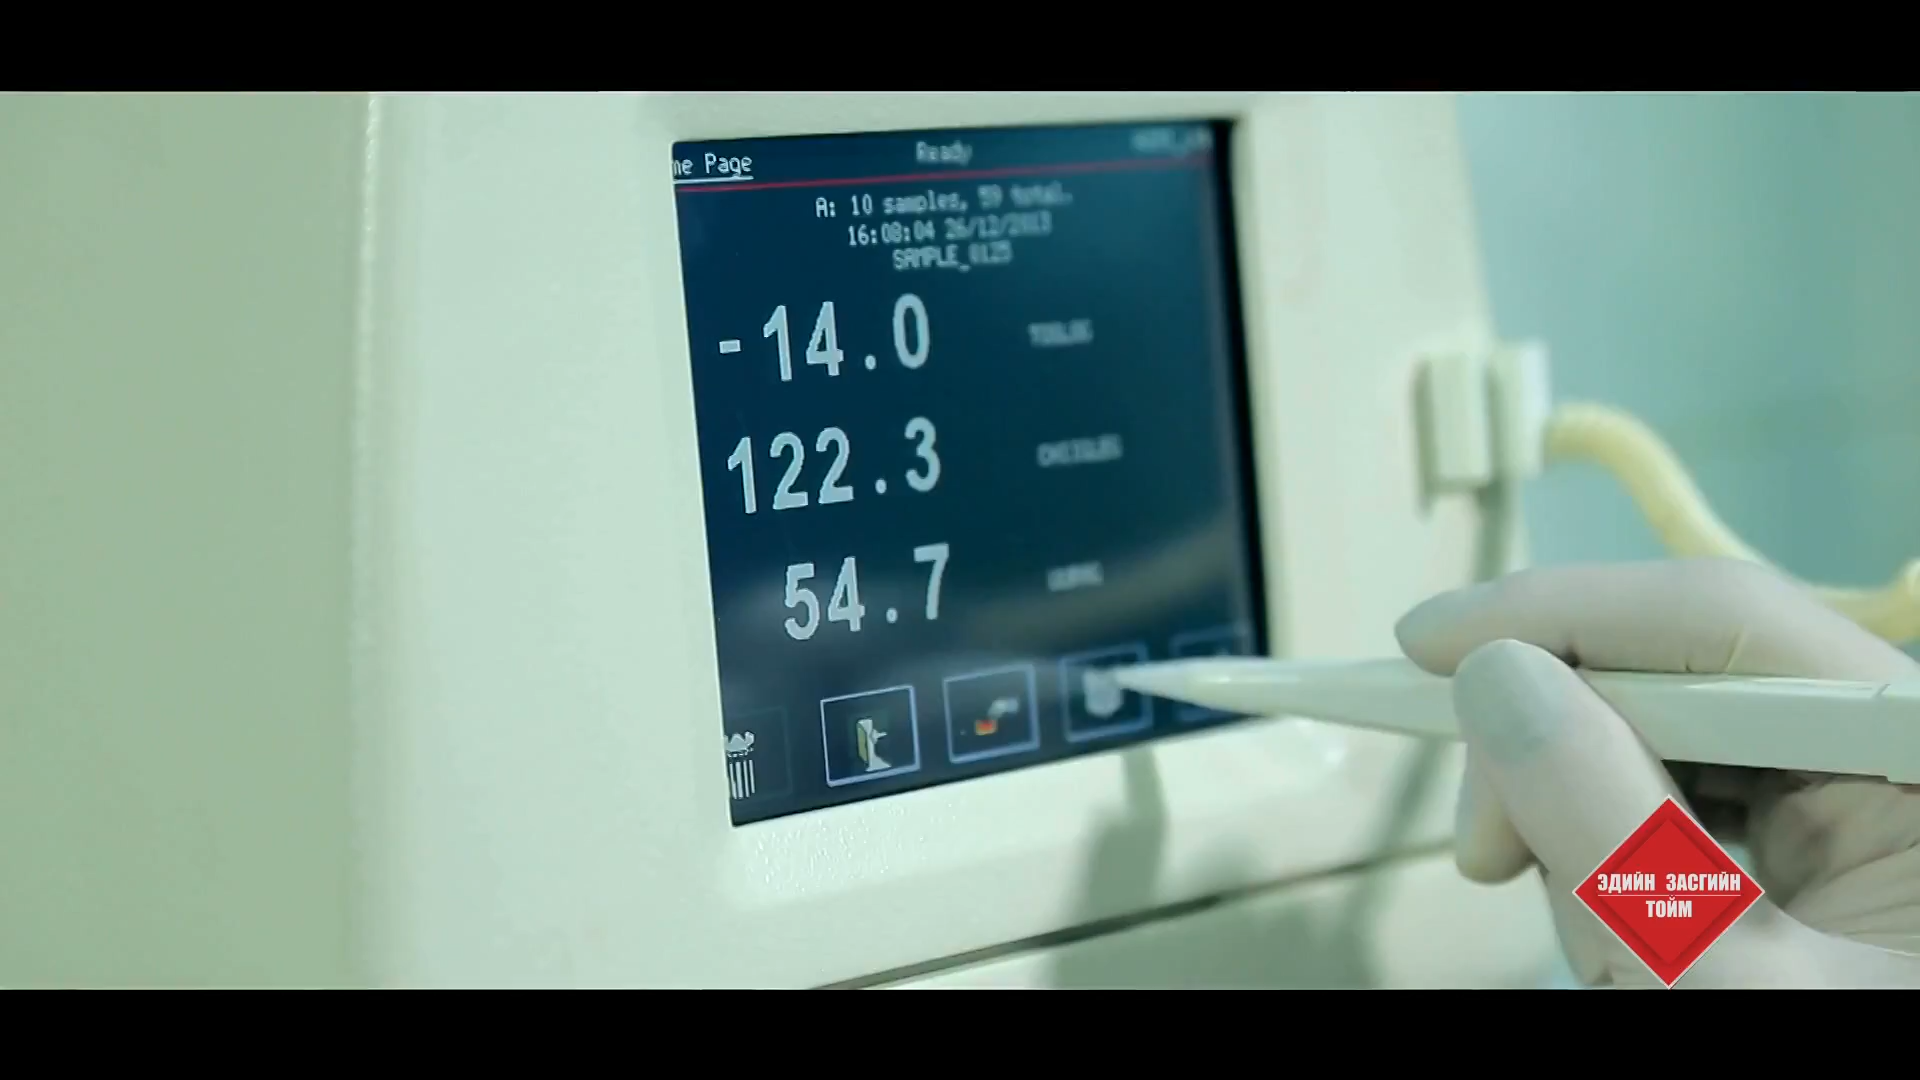 me Page
Ready
A: 10 samples, 59 total.
16:08:04 26/12/2013
SAMPLE_0125
-14.0
122.3
54.7
ЭДИЙН ЗАСГИЙН
ТОЙМ